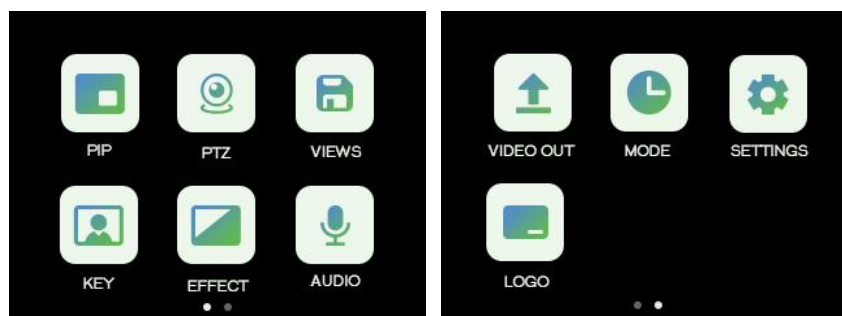 PIP PTZ VIEWS
KEY EFFECT AUDIO
VIDEO OUT MODE SETTINGS
LOGO